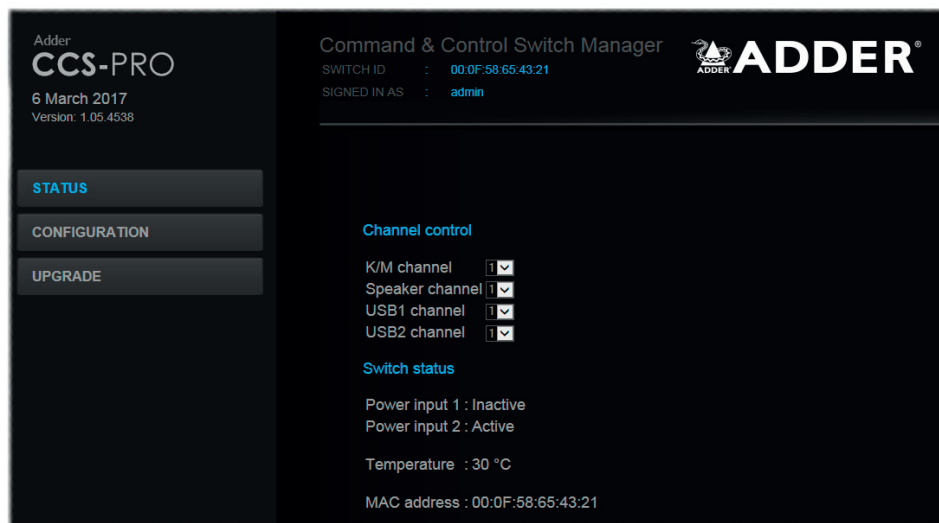 Adder
CCS-PRO
6 March 2017
Version: 1.05.4538
STATUS
CONFIGURATION
UPGRADE
Command & Control Switch Manager
SWITCH ID : 00:0F:58:65:43:21
SIGNED IN AS : admin
ADDER ADDER®
Channel control
K/M channel 1
Speaker channel 1
USB1 channel 1
USB2 channel 1
Switch status
Power input 1 : Inactive
Power input 2 : Active
Temperature : 30 °C
MAC address : 00:0F:58:65:43:21